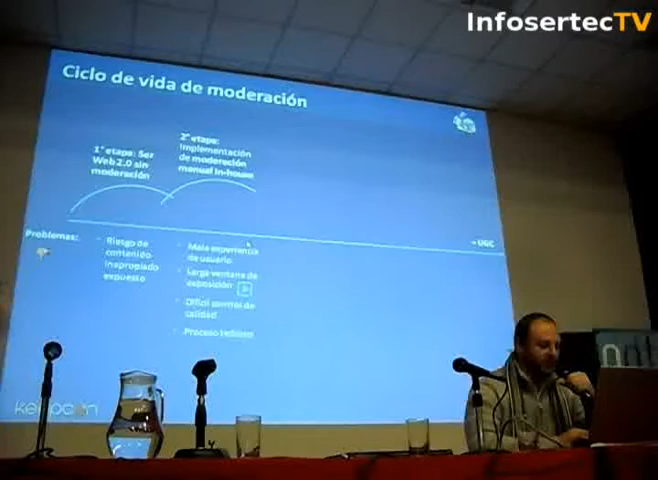 InfosertecTV
Ciclo de vida de moderación
1° etapa: Ser
Web 2.0 sin
moderación
2° etapa:
Implementación
de moderación
manual in-house
Problemas:
- Riesgo de
contenido
inapropiado
expuesto
- Mala experiencia
de usuario
- Larga ventana de
exposición
- Difícil control de
calidad
- Proceso tedioso
+ UGC
keepcon